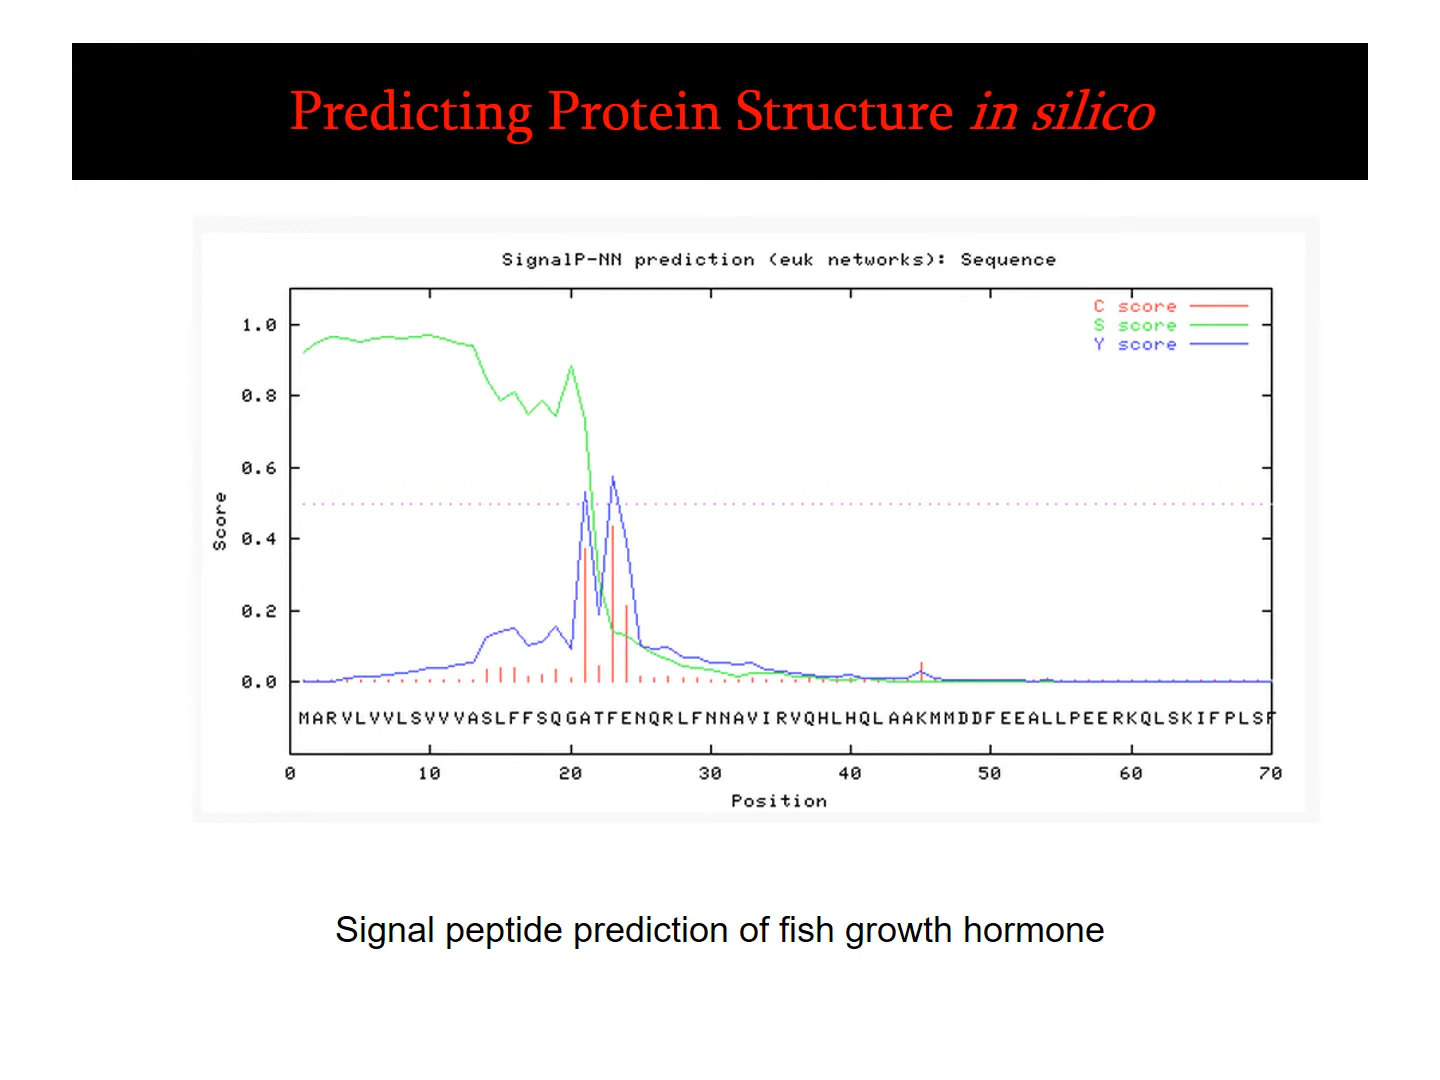 Predicting Protein Structure in silico
SignalP-NN prediction (euk networks): Sequence
C score
S score
Y score
1.0
0.8
0.6
0.4
0.2
0.0
Score
MARVLVVLSVVVASLFFSQGATFENQRLFNNAVIRVQHLHQLAAKMMDDFEEALLPEERKQLSKIFPLSF
0 10 20 30 40 50 60 70
Position
Signal peptide prediction of fish growth hormone